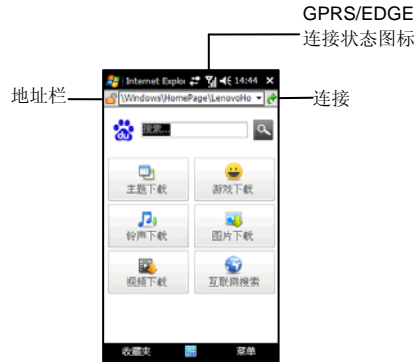 GPRS/EDGE
连接状态图标
Internet Explor 14:44
地址栏
\Windows\HomePage\LenovoHo
连接
du
搜索...
主题下载
游戏下载
铃声下载
图片下载
视频下载
互联网搜索
收藏夹
菜单